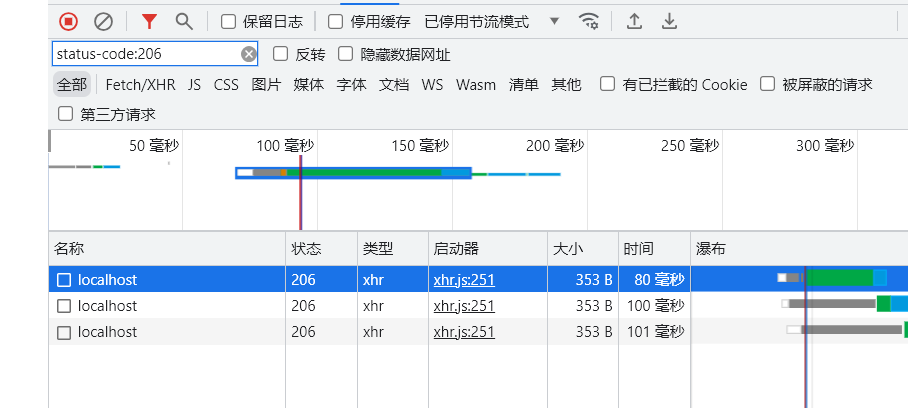 保留日志 停用缓存 已停用节流模式
status-code:206 反转 隐藏数据网址
全部 Fetch/XHR JS CSS 图片 媒体 字体 文档 WS Wasm 清单 其他 有已拦截的 Cookie 被屏蔽的请求
第三方请求
50 毫秒 100 毫秒 150 毫秒 200 毫秒 250 毫秒 300 毫秒
名称 状态 类型 启动器 大小 时间 瀑布
localhost 206 xhr xhr.js:251 353 B 80 毫秒
localhost 206 xhr xhr.js:251 353 B 100 毫秒
localhost 206 xhr xhr.js:251 353 B 101 毫秒